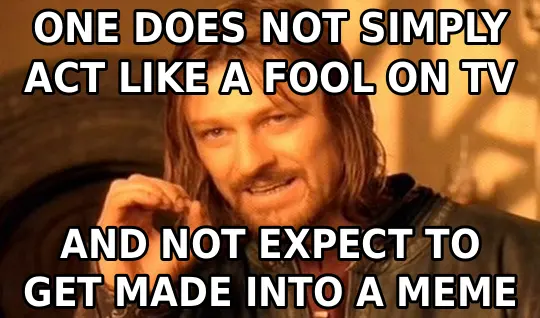 ONE DOES NOT SIMPLY
ACT LIKE A FOOL ON TV
AND NOT EXPECT TO
GET MADE INTO A MEME